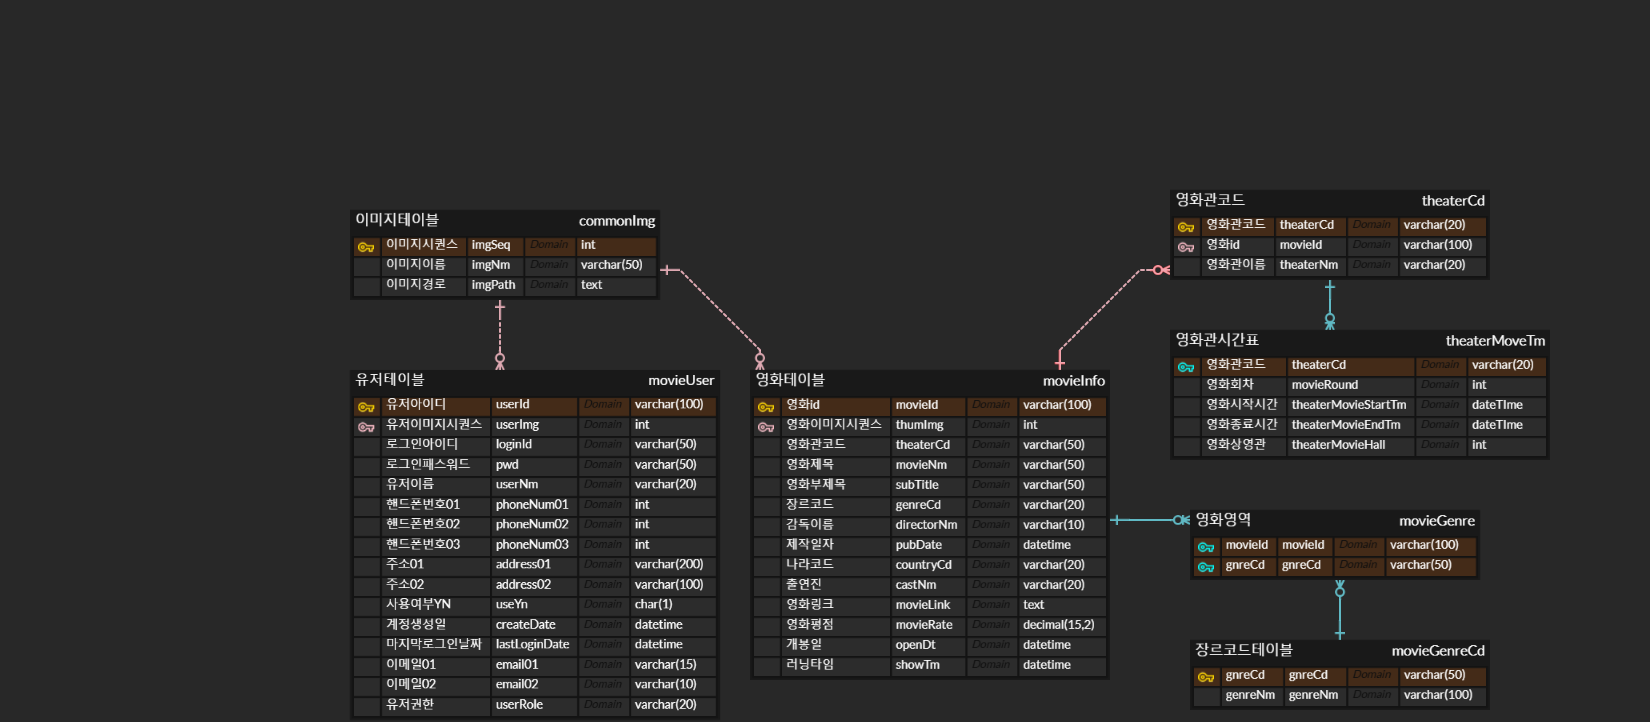 이미지테이블 commonImg
이미지시퀀스 imgSeq Domain int
이미지이름 imgNm Domain varchar(50)
이미지경로 imgPath Domain text
유저테이블 movieUser
유저아이디 userId Domain varchar(100)
유저이미지시퀀스 userImg Domain int
로그인아이디 loginId Domain varchar(50)
로그인패스워드 pwd Domain varchar(50)
유저이름 userNm Domain varchar(20)
핸드폰번호01 phoneNum01 Domain int
핸드폰번호02 phoneNum02 Domain int
핸드폰번호03 phoneNum03 Domain int
주소01 address01 Domain varchar(200)
주소02 address02 Domain varchar(100)
사용여부YN useYn Domain char(1)
계정생성일 createDate Domain datetime
마지막로그인날짜 lastLoginDate Domain datetime
이메일01 email01 Domain varchar(15)
이메일02 email02 Domain varchar(10)
유저권한 userRole Domain varchar(20)
영화테이블 movieInfo
영화id movieId Domain varchar(100)
영화이미지시퀀스 thumImg Domain int
영화관코드 theaterCd Domain varchar(50)
영화제목 movieNm Domain varchar(50)
영화부제목 subTitle Domain varchar(50)
장르코드 genreCd Domain varchar(20)
감독이름 directorNm Domain varchar(10)
제작일자 pubDate Domain datetime
나라코드 countryCd Domain varchar(20)
출연진 castNm Domain varchar(20)
영화링크 movieLink Domain text
영화평점 movieRate Domain decimal(15,2)
개봉일 openDt Domain datetime
러닝타임 showTm Domain datetime
영화관코드 theaterCd
영화관코드 theaterCd Domain varchar(20)
영화id movieId Domain varchar(100)
영화관이름 theaterNm Domain varchar(20)
영화관시간표 theaterMoveTm
영화관코드 theaterCd Domain varchar(20)
영화회차 movieRound Domain int
영화시작시간 theaterMovieStartTm Domain dateTIme
영화종료시간 theaterMovieEndTm Domain dateTIme
영화상영관 theaterMovieHall Domain int
영화영역 movieGenre
movieId movieId Domain varchar(100)
gnreCd gnreCd Domain varchar(50)
장르코드테이블 movieGenreCd
gnreCd gnreCd Domain varchar(50)
genreNm genreNm Domain varchar(100)